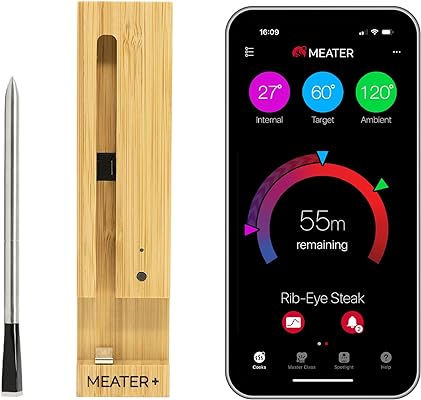 MEATER+
16:09
MEATER
27°
60°
120°
Internal
Target
Ambient
55m
remaining
Rib-Eye Steak
2
Cooks
Master Class
Spotlight
Help